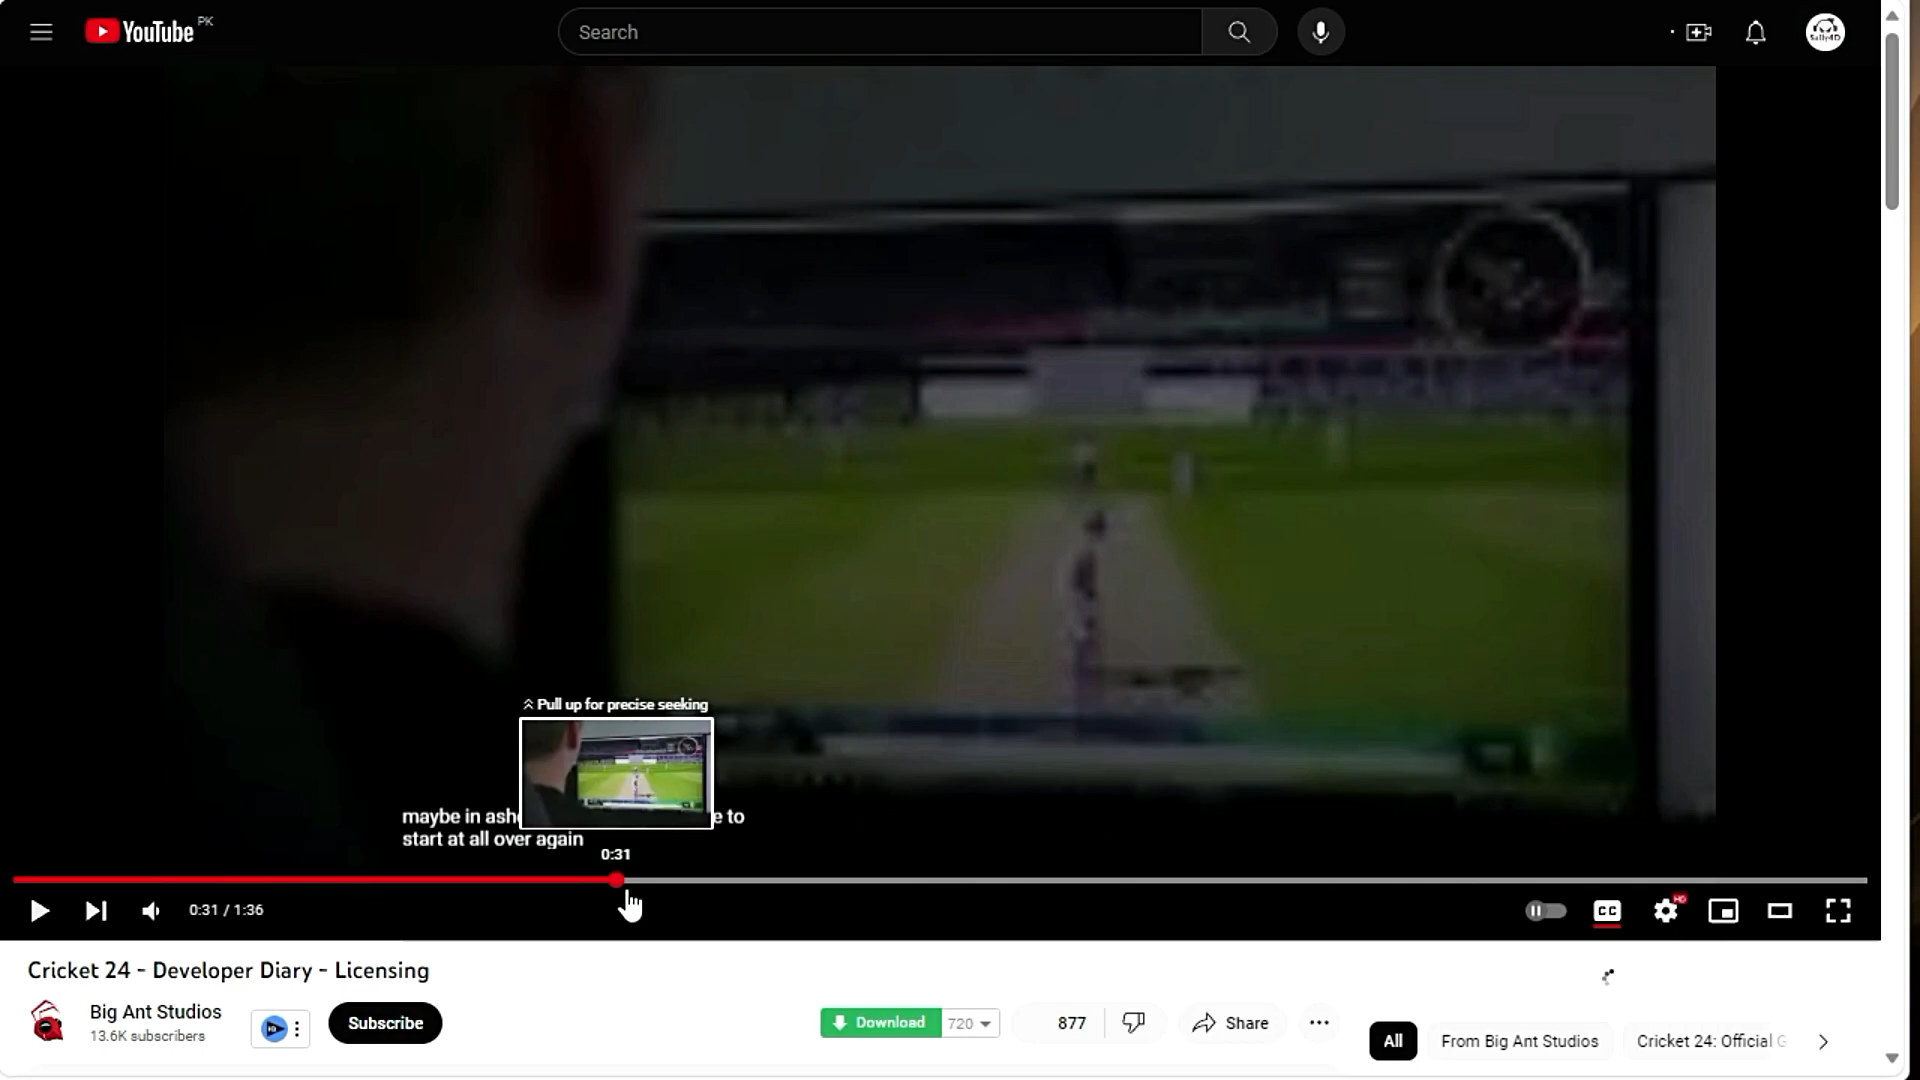 YouTube PK
Search
Pull up for precise seeking
maybe in ash
e to
start at all over again
0:31
0:31 / 1:36
CC
HD
Cricket 24 - Developer Diary - Licensing
Big Ant Studios
13.6K subscribers
Subscribe
Download
720
877
Share
All
From Big Ant Studios
Cricket 24: Official G